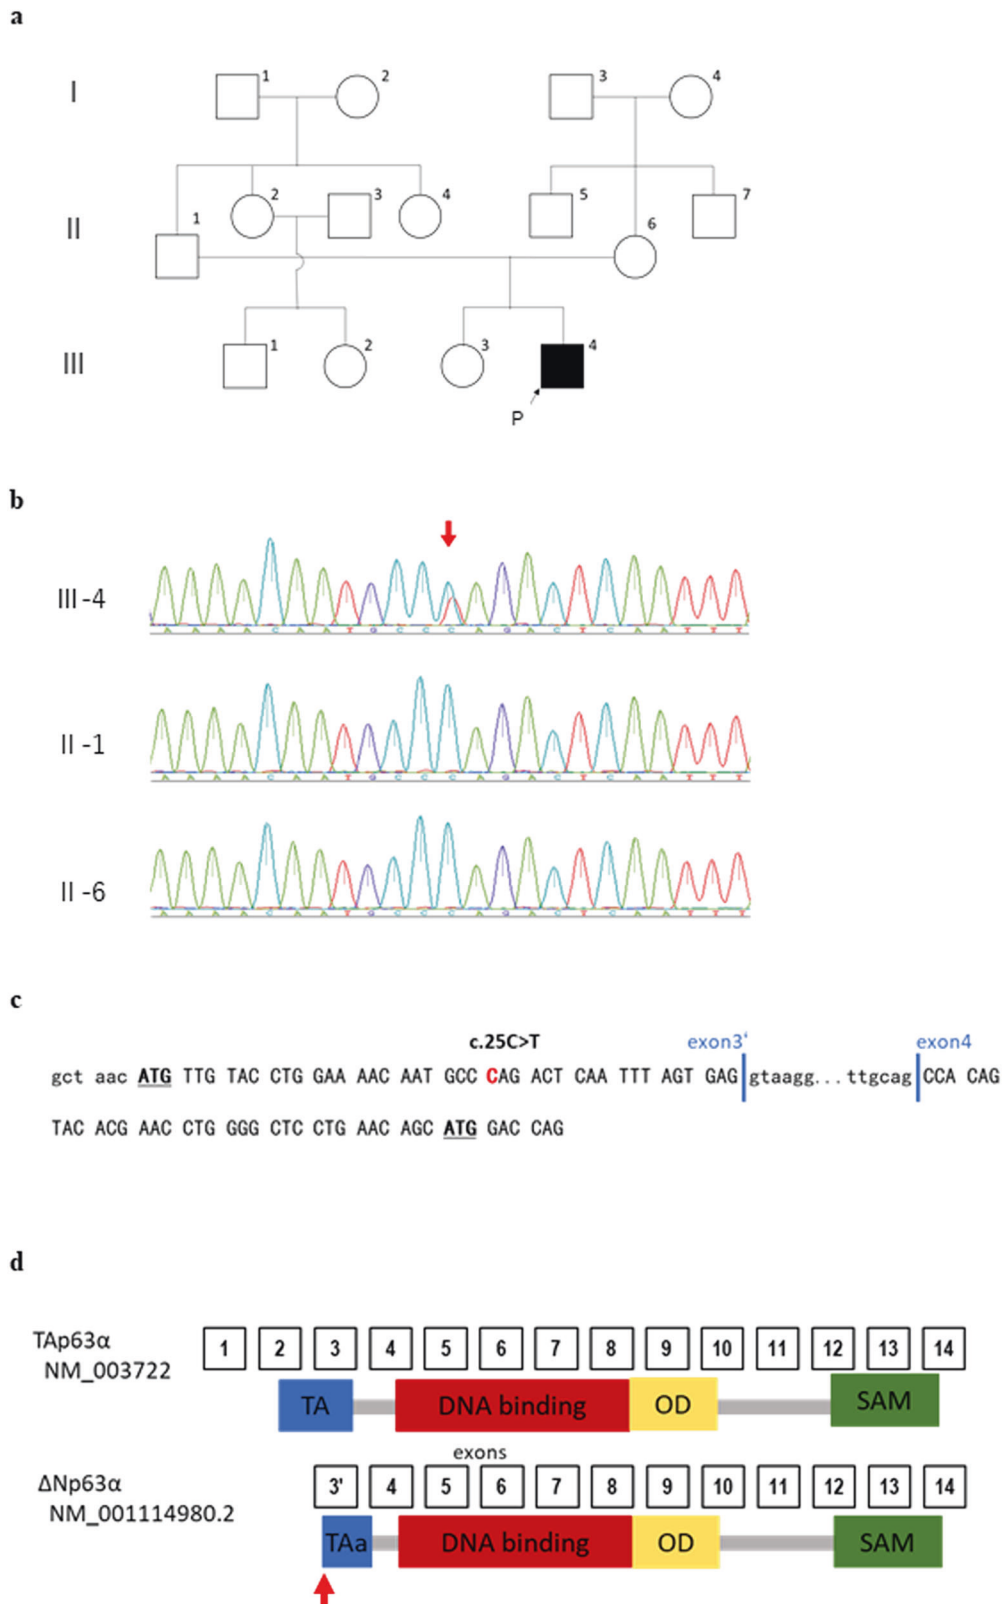 a
I
1
2
3
4
II
1
2
3
4
5
6
7
III
1
2
3
4
P
b
III-4
A A A A C A A T G C C C A G A C T C A A T T T
II-1
A A A A C A A T G C C C A G A C T C A A T T T
II-6
A A A A C A A T G C C C A G A C T C A A T T T
c
c.25C>T exon3' exon4
gct aac ATG TTG TAC CTG GAA AAC AAT GCC CAG ACT CAA TTT AGT GAG gtaagg...ttgcag CCA CAG
TAC ACG AAC CTG GGG CTC CTG AAC AGC ATG GAC CAG
d
TAp63α
NM_003722
1 2 3 4 5 6 7 8 9 10 11 12 13 14
TA DNA binding OD SAM
exons
ΔNp63α
NM_001114980.2
3' 4 5 6 7 8 9 10 11 12 13 14
TAa DNA binding OD SAM